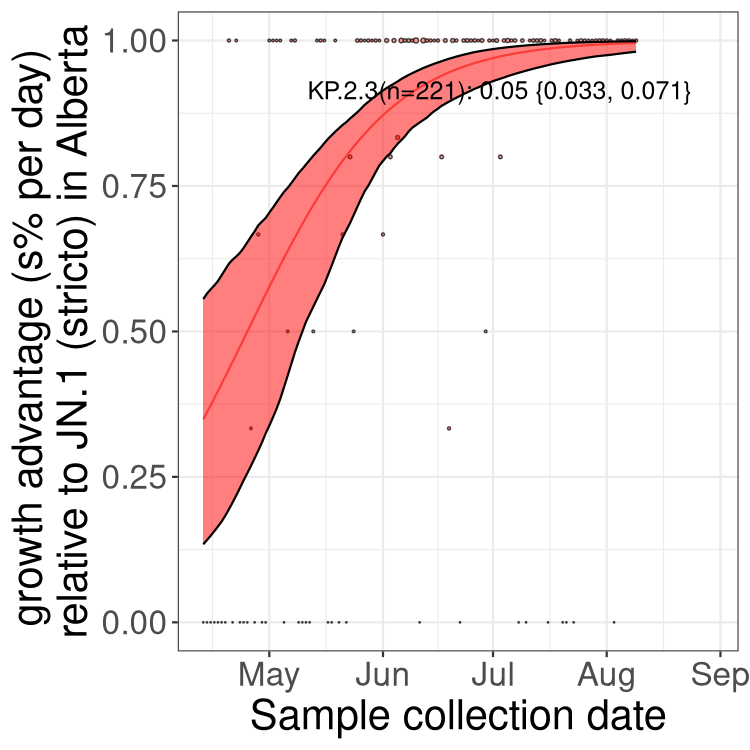 growth advantage (s% per day)
relative to JN.1 (stricto) in Alberta
1.00
0.75
0.50
0.25
0.00
KP.2.3(n=221): 0.05 {0.033, 0.071}
May Jun Jul Aug Sep
Sample collection date